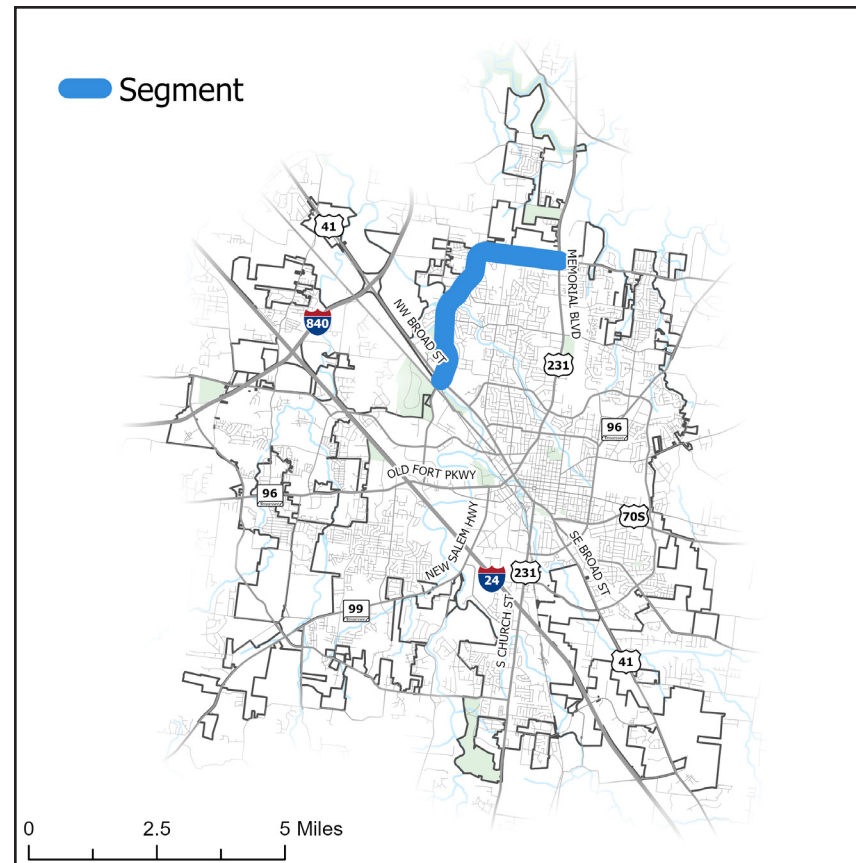 Segment
41
MEMORIAL BLVD
840
NW BROAD ST
231
96
OLD FORT PKWY
96
70S
NEW SALEM HWY
SE BROAD ST
24
231
99
S CHURCH ST
41
0 2.5 5 Miles